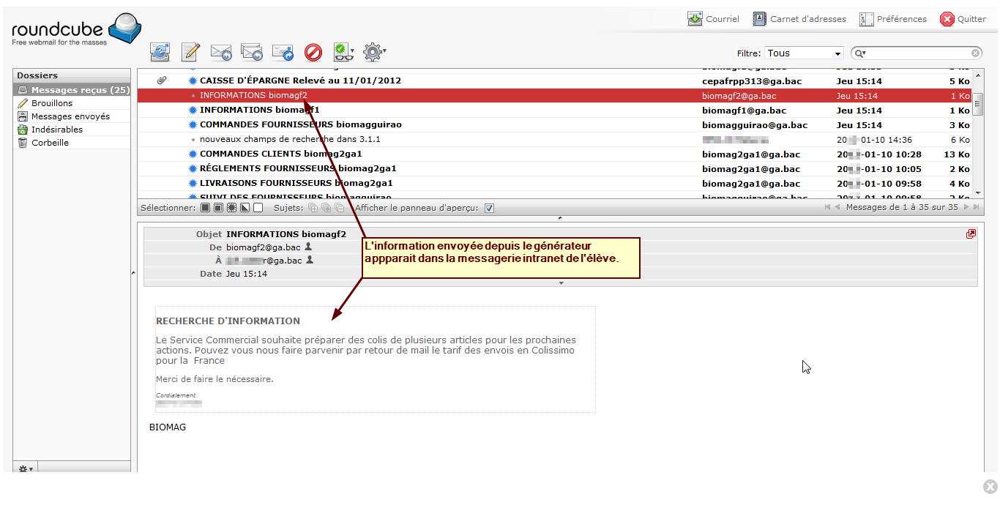 Courriel Carnet d'adresses Préférences Quitter
roundcube
Free webmail for the masses
Filtre: Tous
Dossiers
Messages reçus (25)
Brouillons
Messages envoyés
Indésirables
Corbeille
CAISSE D'ÉPARGNE Relevé au 11/01/2012 cepafrpp313@ga.bac Jeu 15:14 5 Ko
INFORMATIONS biomagf2 biomagf2@ga.bac Jeu 15:14 1 Ko
INFORMATIONS biomagf1 biomagf1@ga.bac Jeu 15:14 1 Ko
COMMANDES FOURNISSEURS biomagguirao biomagguirao@ga.bac Jeu 15:14 3 Ko
nouveaux champs de recherche dans 3.1.1 20 -01-10 14:36 6 Ko
COMMANDES CLIENTS biomag2ga1 biomag2ga1@ga.bac 20 -01-10 10:28 13 Ko
RÉGLEMENTS FOURNISSEURS biomag2ga1 biomag2ga1@ga.bac 20 -01-10 10:05 2 Ko
LIVRAISONS FOURNISSEURS biomag2ga1 biomag2ga1@ga.bac 20 -01-10 09:58 4 Ko
SUIVI DES FOURNISSEURS biomagguirao biomagguirao@ga.bac 20 -01-10 09:58 2 Ko
Sélectionner: Sujets: Afficher le panneau d'aperçu: Messages de 1 à 35 sur 35
Objet INFORMATIONS biomagf2
De biomagf2@ga.bac
À r@ga.bac
Date Jeu 15:14
L'information envoyée depuis le générateur
appparait dans la messagerie intranet de l'élève.
RECHERCHE D'INFORMATION
Le Service Commercial souhaite préparer des colis de plusieurs articles pour les prochaines
actions. Pouvez vous nous faire parvenir par retour de mail le tarif des envois en Colissimo
pour la France
Merci de faire le nécessaire.
Cordialement
BIOMAG